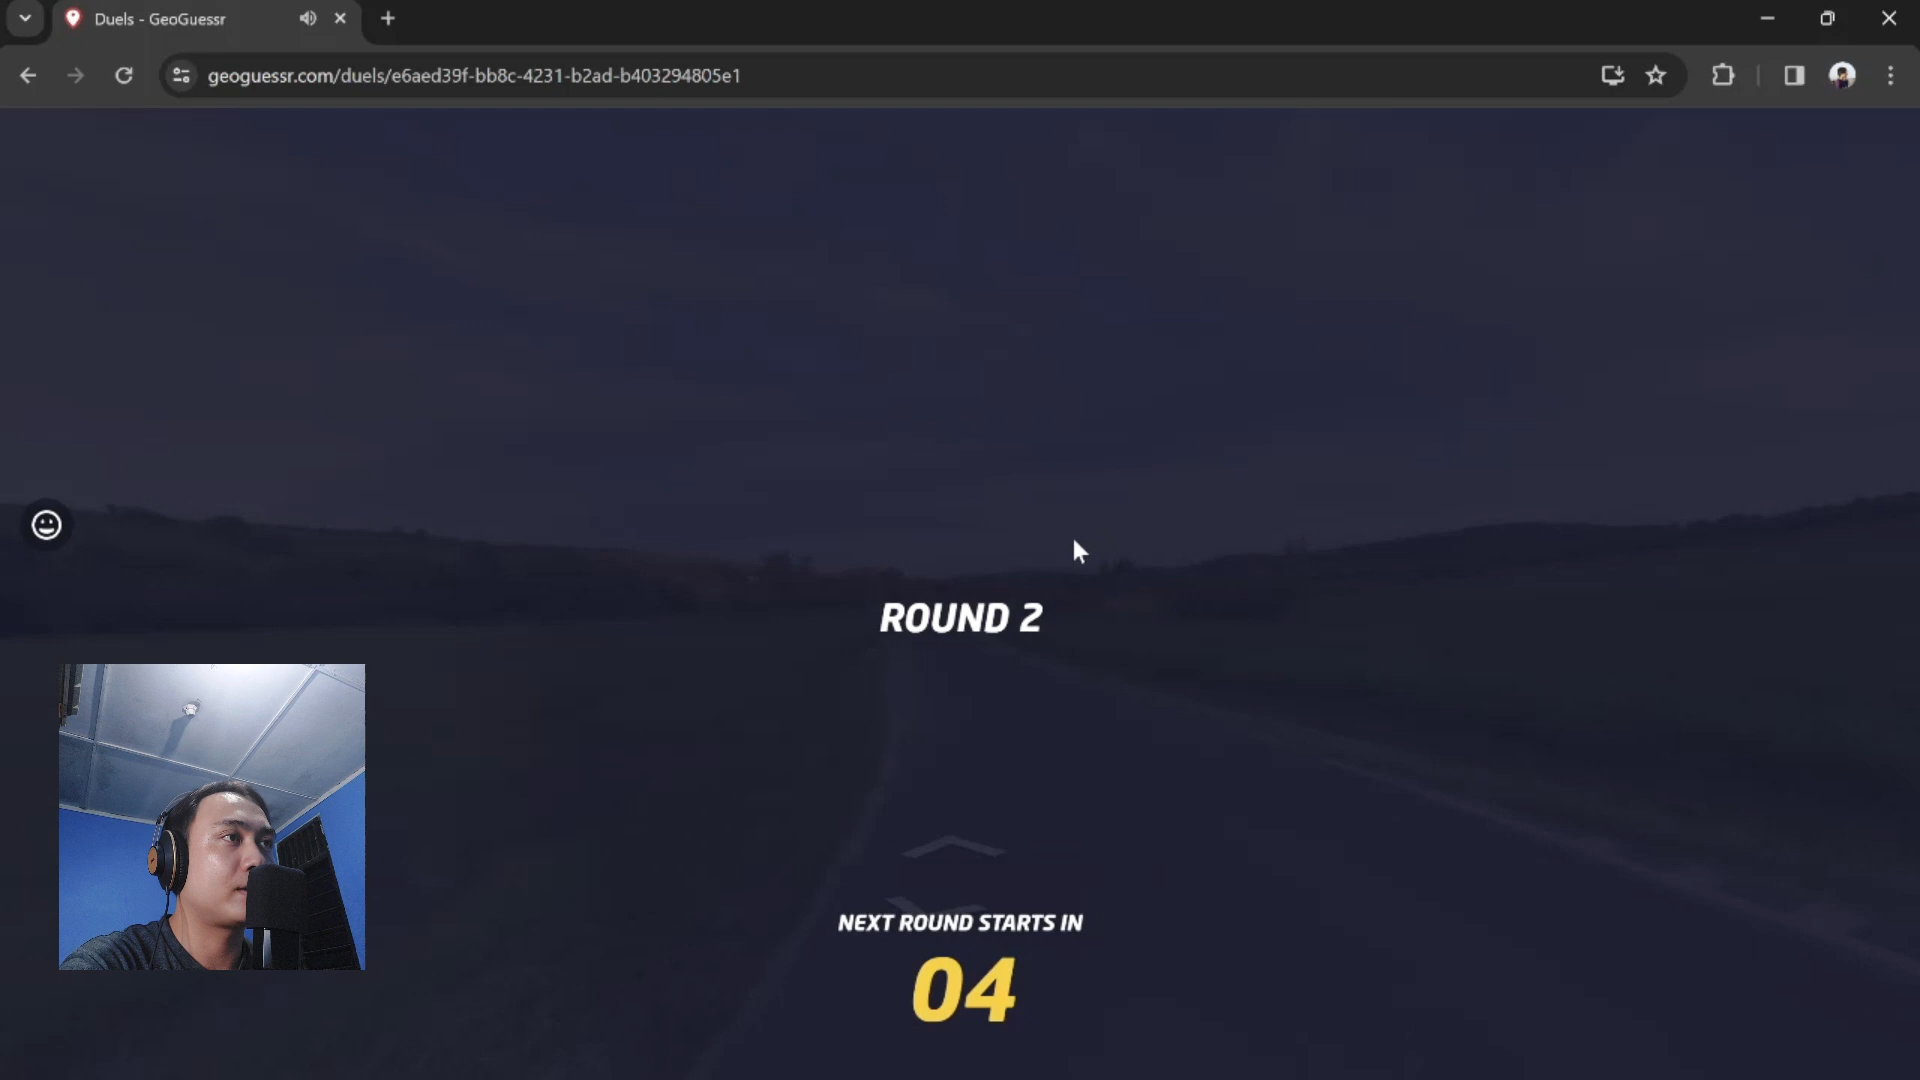 Duels - GeoGuessr
geoguessr.com/duels/e6aed39f-bb8c-4231-b2ad-b403294805e1
ROUND 2
NEXT ROUND STARTS IN
04